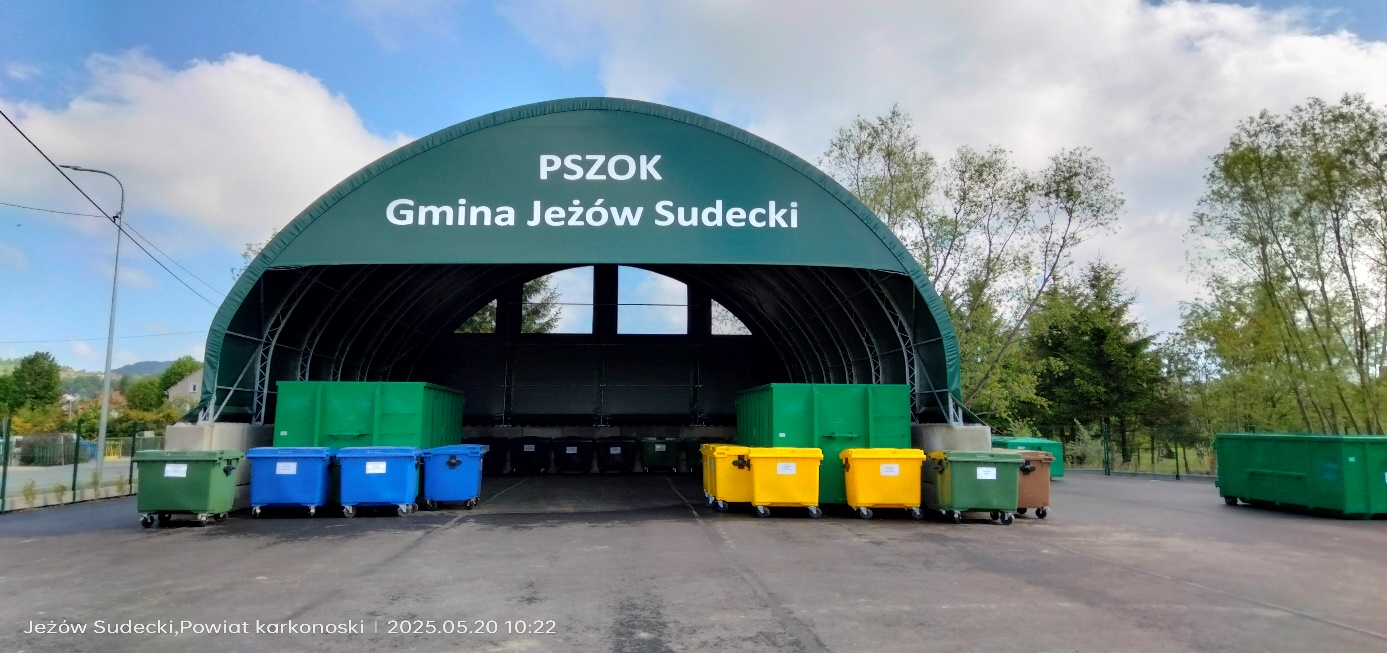 PSZOK
Gmina Jeżów Sudecki
Jeżów Sudecki,Powiat karkonoski | 2025.05.20 10:22